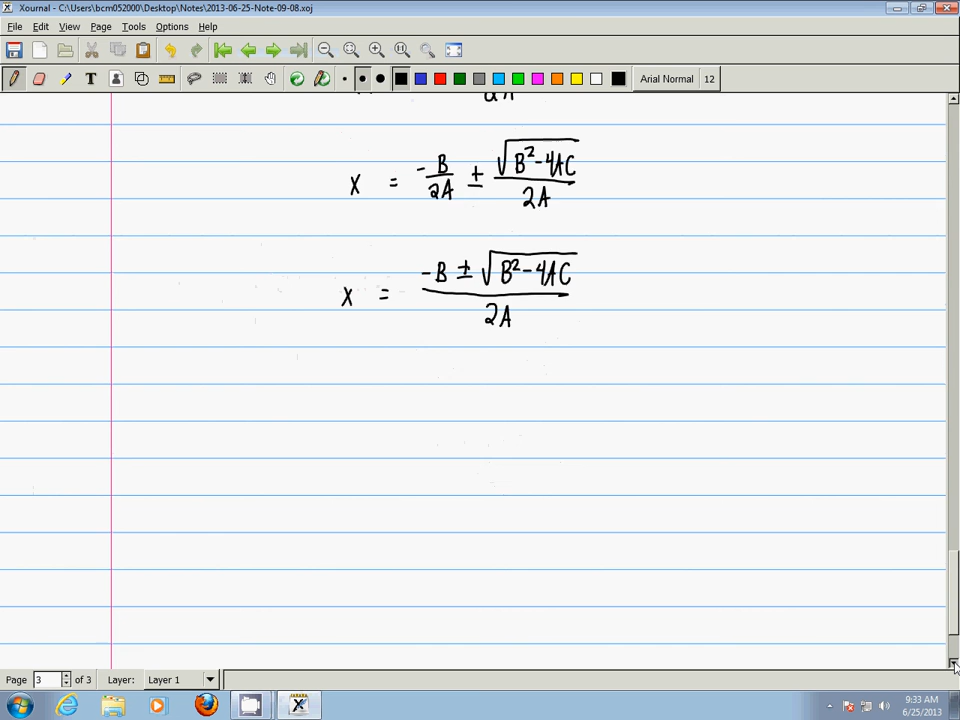 Xournal - C:\Users\bcm052000\Desktop\Notes\2013-06-25-Note-09-08.xoj
File Edit View Page Tools Options Help
T Arial Normal 12
2A
x = -B/2A ± √(B²-4AC)/2A
x = (-B ± √(B²-4AC))/2A
Page 3 of 3 Layer: Layer 1
9:33 AM
6/25/2013